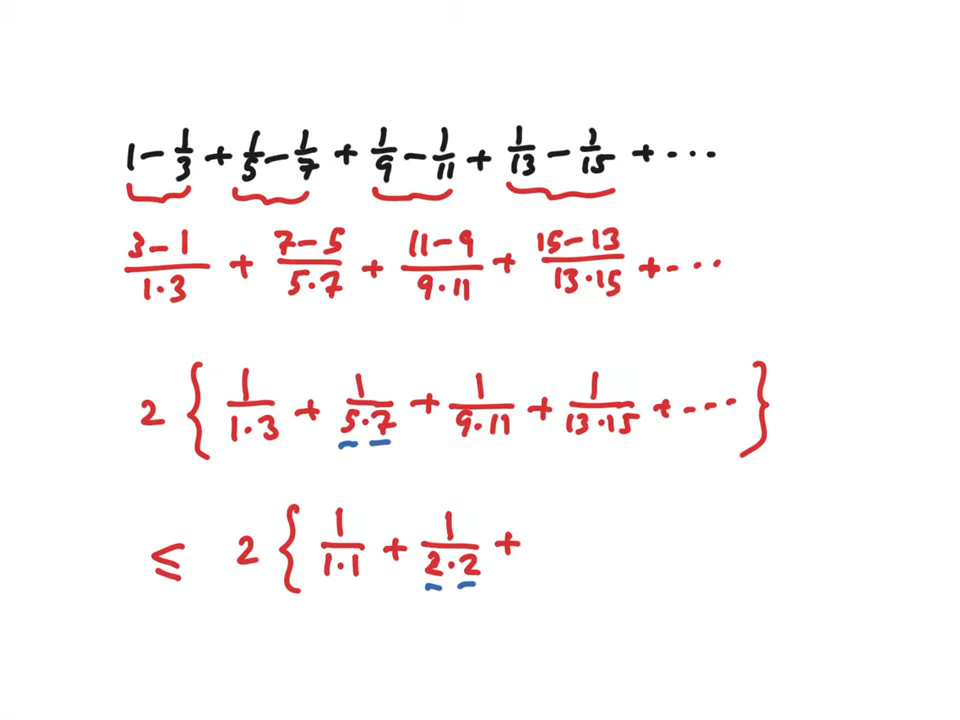 1 - 1/3 + 1/5 - 1/7 + 1/9 - 1/11 + 1/13 - 1/15 + ...
(3-1)/(1·3) + (7-5)/(5·7) + (11-9)/(9·11) + (15-13)/(13·15) + ...
2 { 1/(1·3) + 1/(5·7) + 1/(9·11) + 1/(13·15) + ... }
≤ 2 { 1/(1·1) + 1/(2·2) +